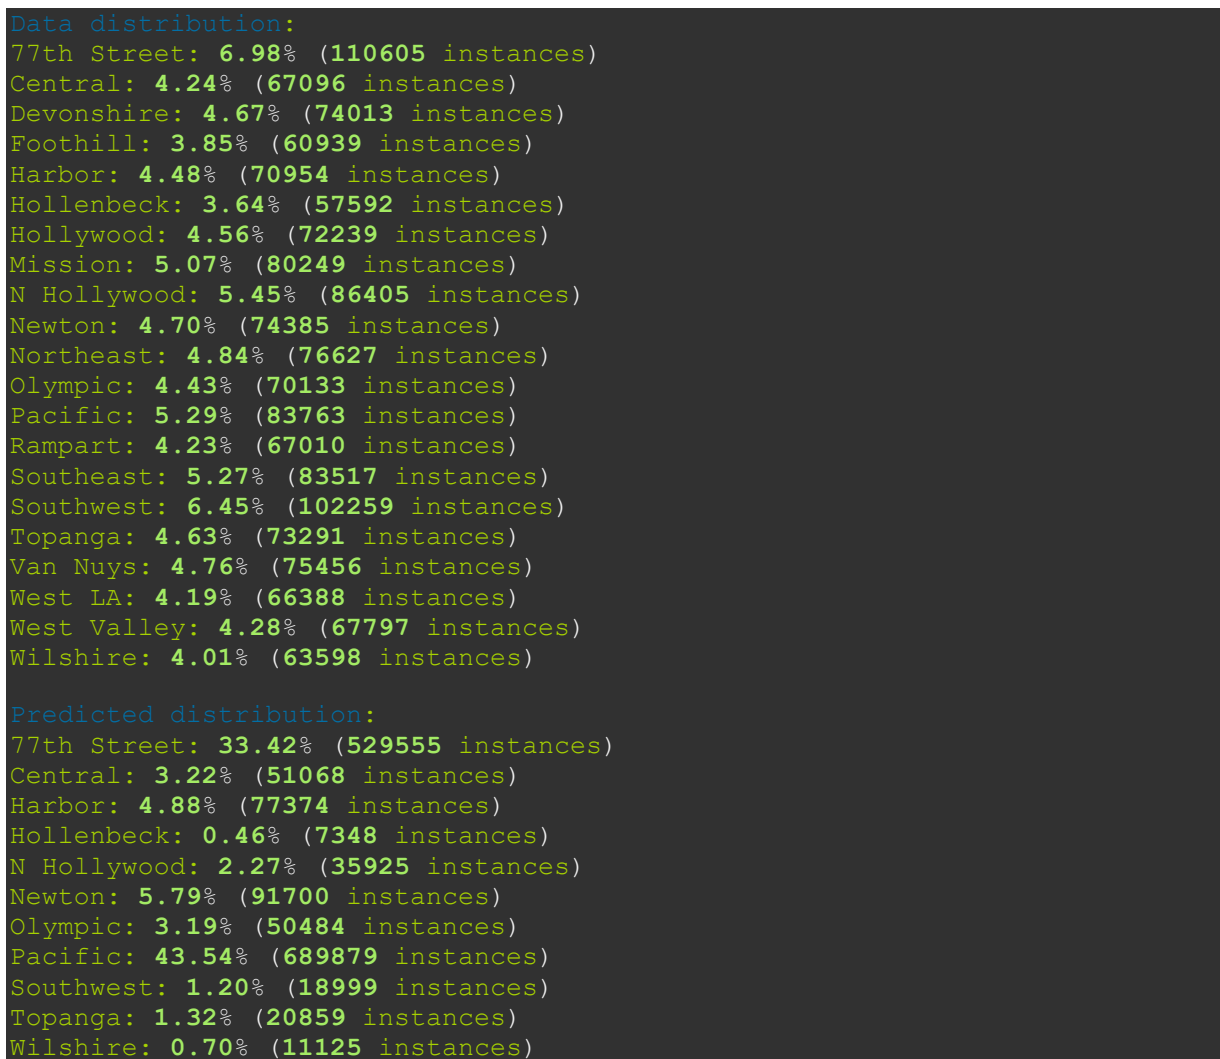 Data distribution:
77th Street: 6.98% (110605 instances)
Central: 4.24% (67096 instances)
Devonshire: 4.67% (74013 instances)
Foothill: 3.85% (60939 instances)
Harbor: 4.48% (70954 instances)
Hollenbeck: 3.64% (57592 instances)
Hollywood: 4.56% (72239 instances)
Mission: 5.07% (80249 instances)
N Hollywood: 5.45% (86405 instances)
Newton: 4.70% (74385 instances)
Northeast: 4.84% (76627 instances)
Olympic: 4.43% (70133 instances)
Pacific: 5.29% (83763 instances)
Rampart: 4.23% (67010 instances)
Southeast: 5.27% (83517 instances)
Southwest: 6.45% (102259 instances)
Topanga: 4.63% (73291 instances)
Van Nuys: 4.76% (75456 instances)
West LA: 4.19% (66388 instances)
West Valley: 4.28% (67797 instances)
Wilshire: 4.01% (63598 instances)
Predicted distribution:
77th Street: 33.42% (529555 instances)
Central: 3.22% (51068 instances)
Harbor: 4.88% (77374 instances)
Hollenbeck: 0.46% (7348 instances)
N Hollywood: 2.27% (35925 instances)
Newton: 5.79% (91700 instances)
Olympic: 3.19% (50484 instances)
Pacific: 43.54% (689879 instances)
Southwest: 1.20% (18999 instances)
Topanga: 1.32% (20859 instances)
Wilshire: 0.70% (11125 instances)